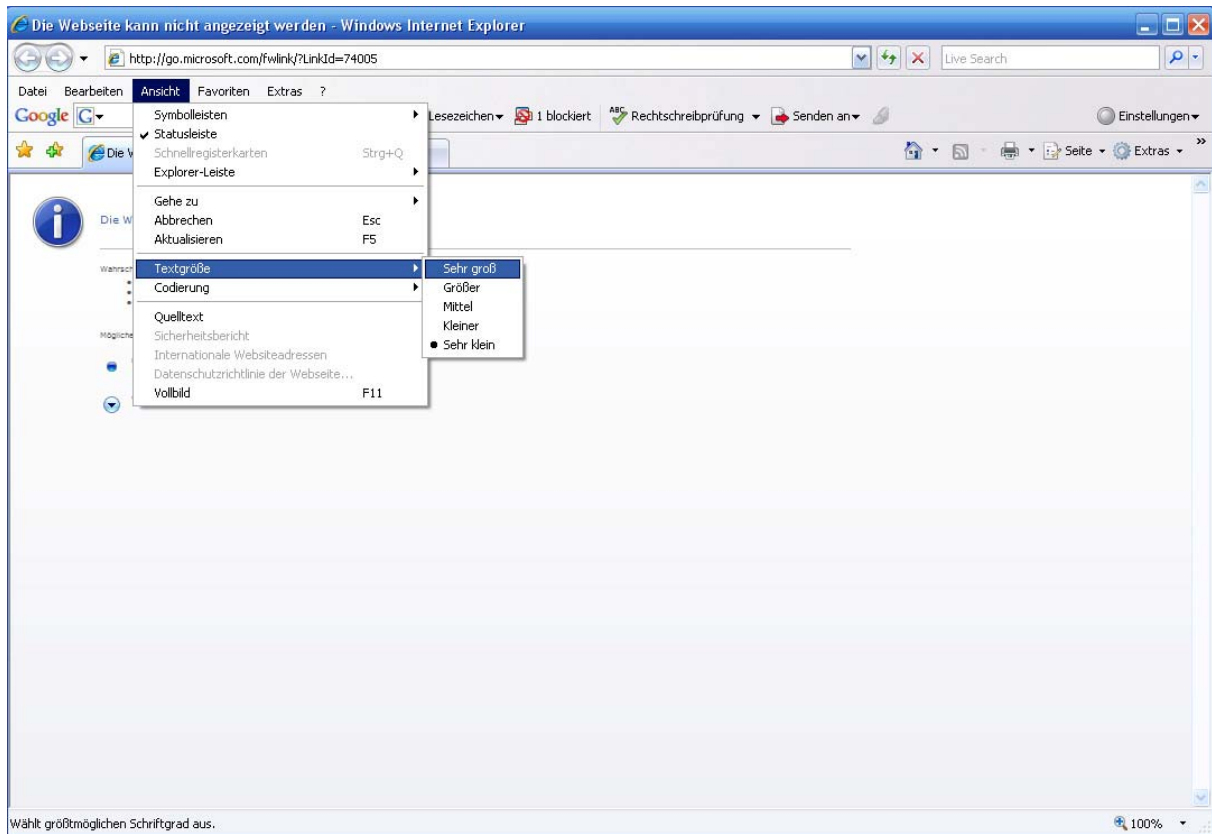 Die Webseite kann nicht angezeigt werden - Windows Internet Explorer
http://go.microsoft.com/fwlink/?LinkId=74005
Live Search
Datei Bearbeiten Ansicht Favoriten Extras ?
Google G Lesezeichen 1 blockiert ABC Rechtschreibprüfung Senden an Einstellungen
Die W Seite Extras »
Symbolleisten
Statusleiste
Schnellregisterkarten Strg+Q
Explorer-Leiste
Gehe zu
Abbrechen Esc
Aktualisieren F5
Textgröße
Codierung
Quelltext
Sicherheitsbericht
Internationale Websiteadressen
Datenschutzrichtlinie der Webseite...
Vollbild F11
Sehr groß
Größer
Mittel
Kleiner
Sehr klein
Die W
Wahrsch
Mögliche
Wählt größtmöglichen Schriftgrad aus.
100%